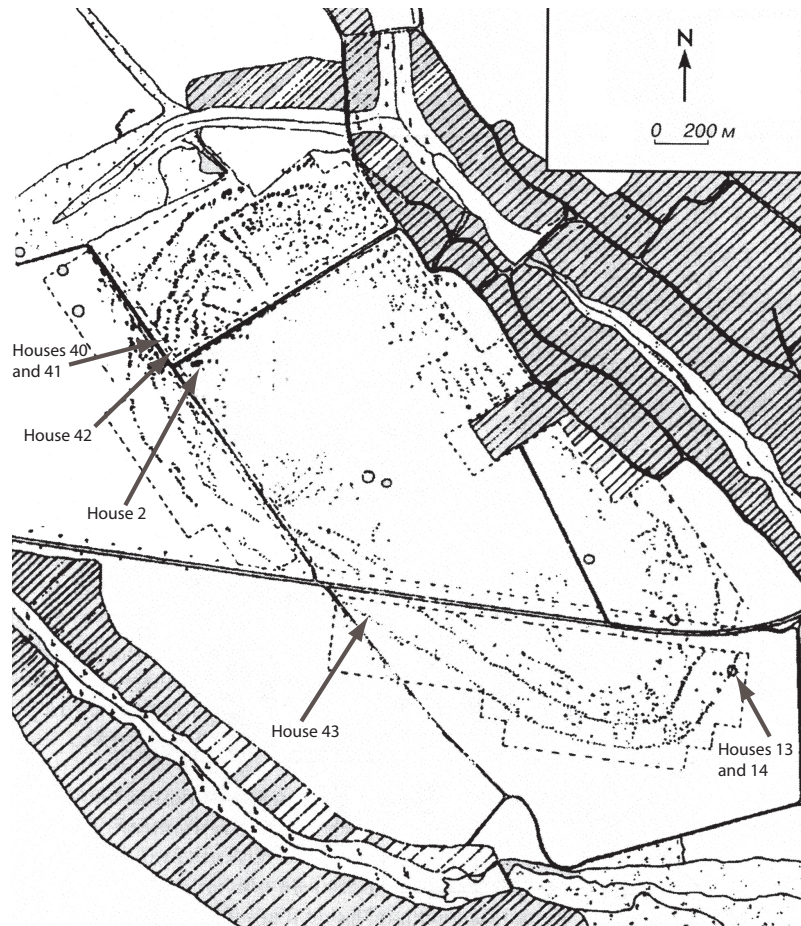 N
0 200 м
Houses 40
and 41
House 42
House 2
House 43
Houses 13
and 14